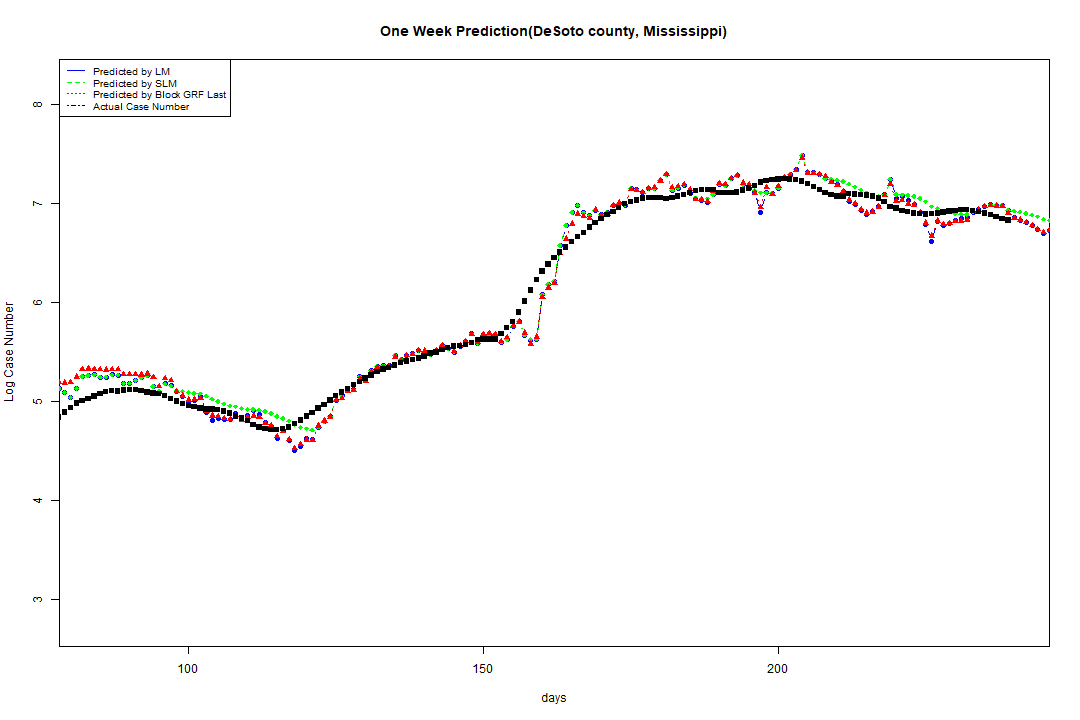 One Week Prediction(DeSoto county, Mississippi)
Predicted by LM
Predicted by SLM
Predicted by Block GRF Last
Actual Case Number
8
7
6
5
4
3
Log Case Number
100 150 200
days